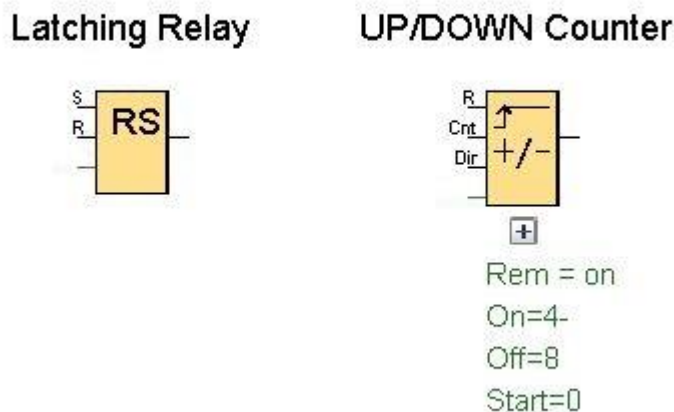 Latching Relay
S
R
RS
UP/DOWN Counter
R
Cnt
Dir
+/-
+
Rem = on
On=4-
Off=8
Start=0